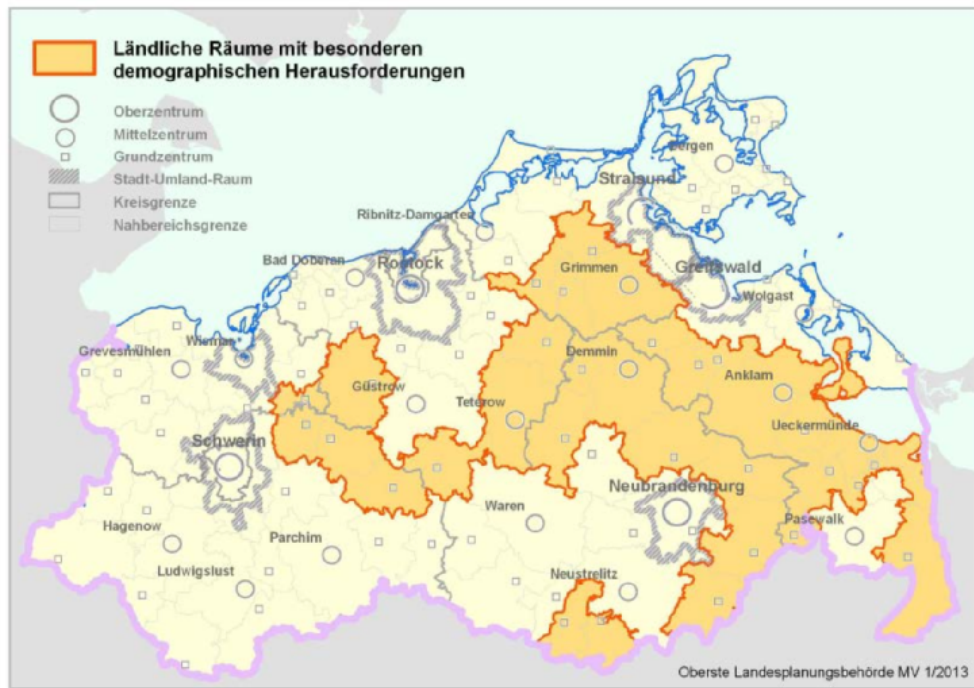 Ländliche Räume mit besonderen
demographischen Herausforderungen
Oberzentrum
Mittelzentrum
Grundzentrum
Stadt-Umland-Raum
Kreisgrenze
Nahbereichsgrenze
Bergen
Stralsund
Ribnitz-Damgarten
Bad Doberan
Rostock
Grimmen
Greifswald
Wolgast
Wismar
Grevesmühlen
Demmin
Anklam
Güstrow
Teterow
Ueckermünde
Schwerin
Neubrandenburg
Waren
Pasewalk
Hagenow
Parchim
Ludwigslust
Neustrelitz
Oberste Landesplanungsbehörde MV 1/2013